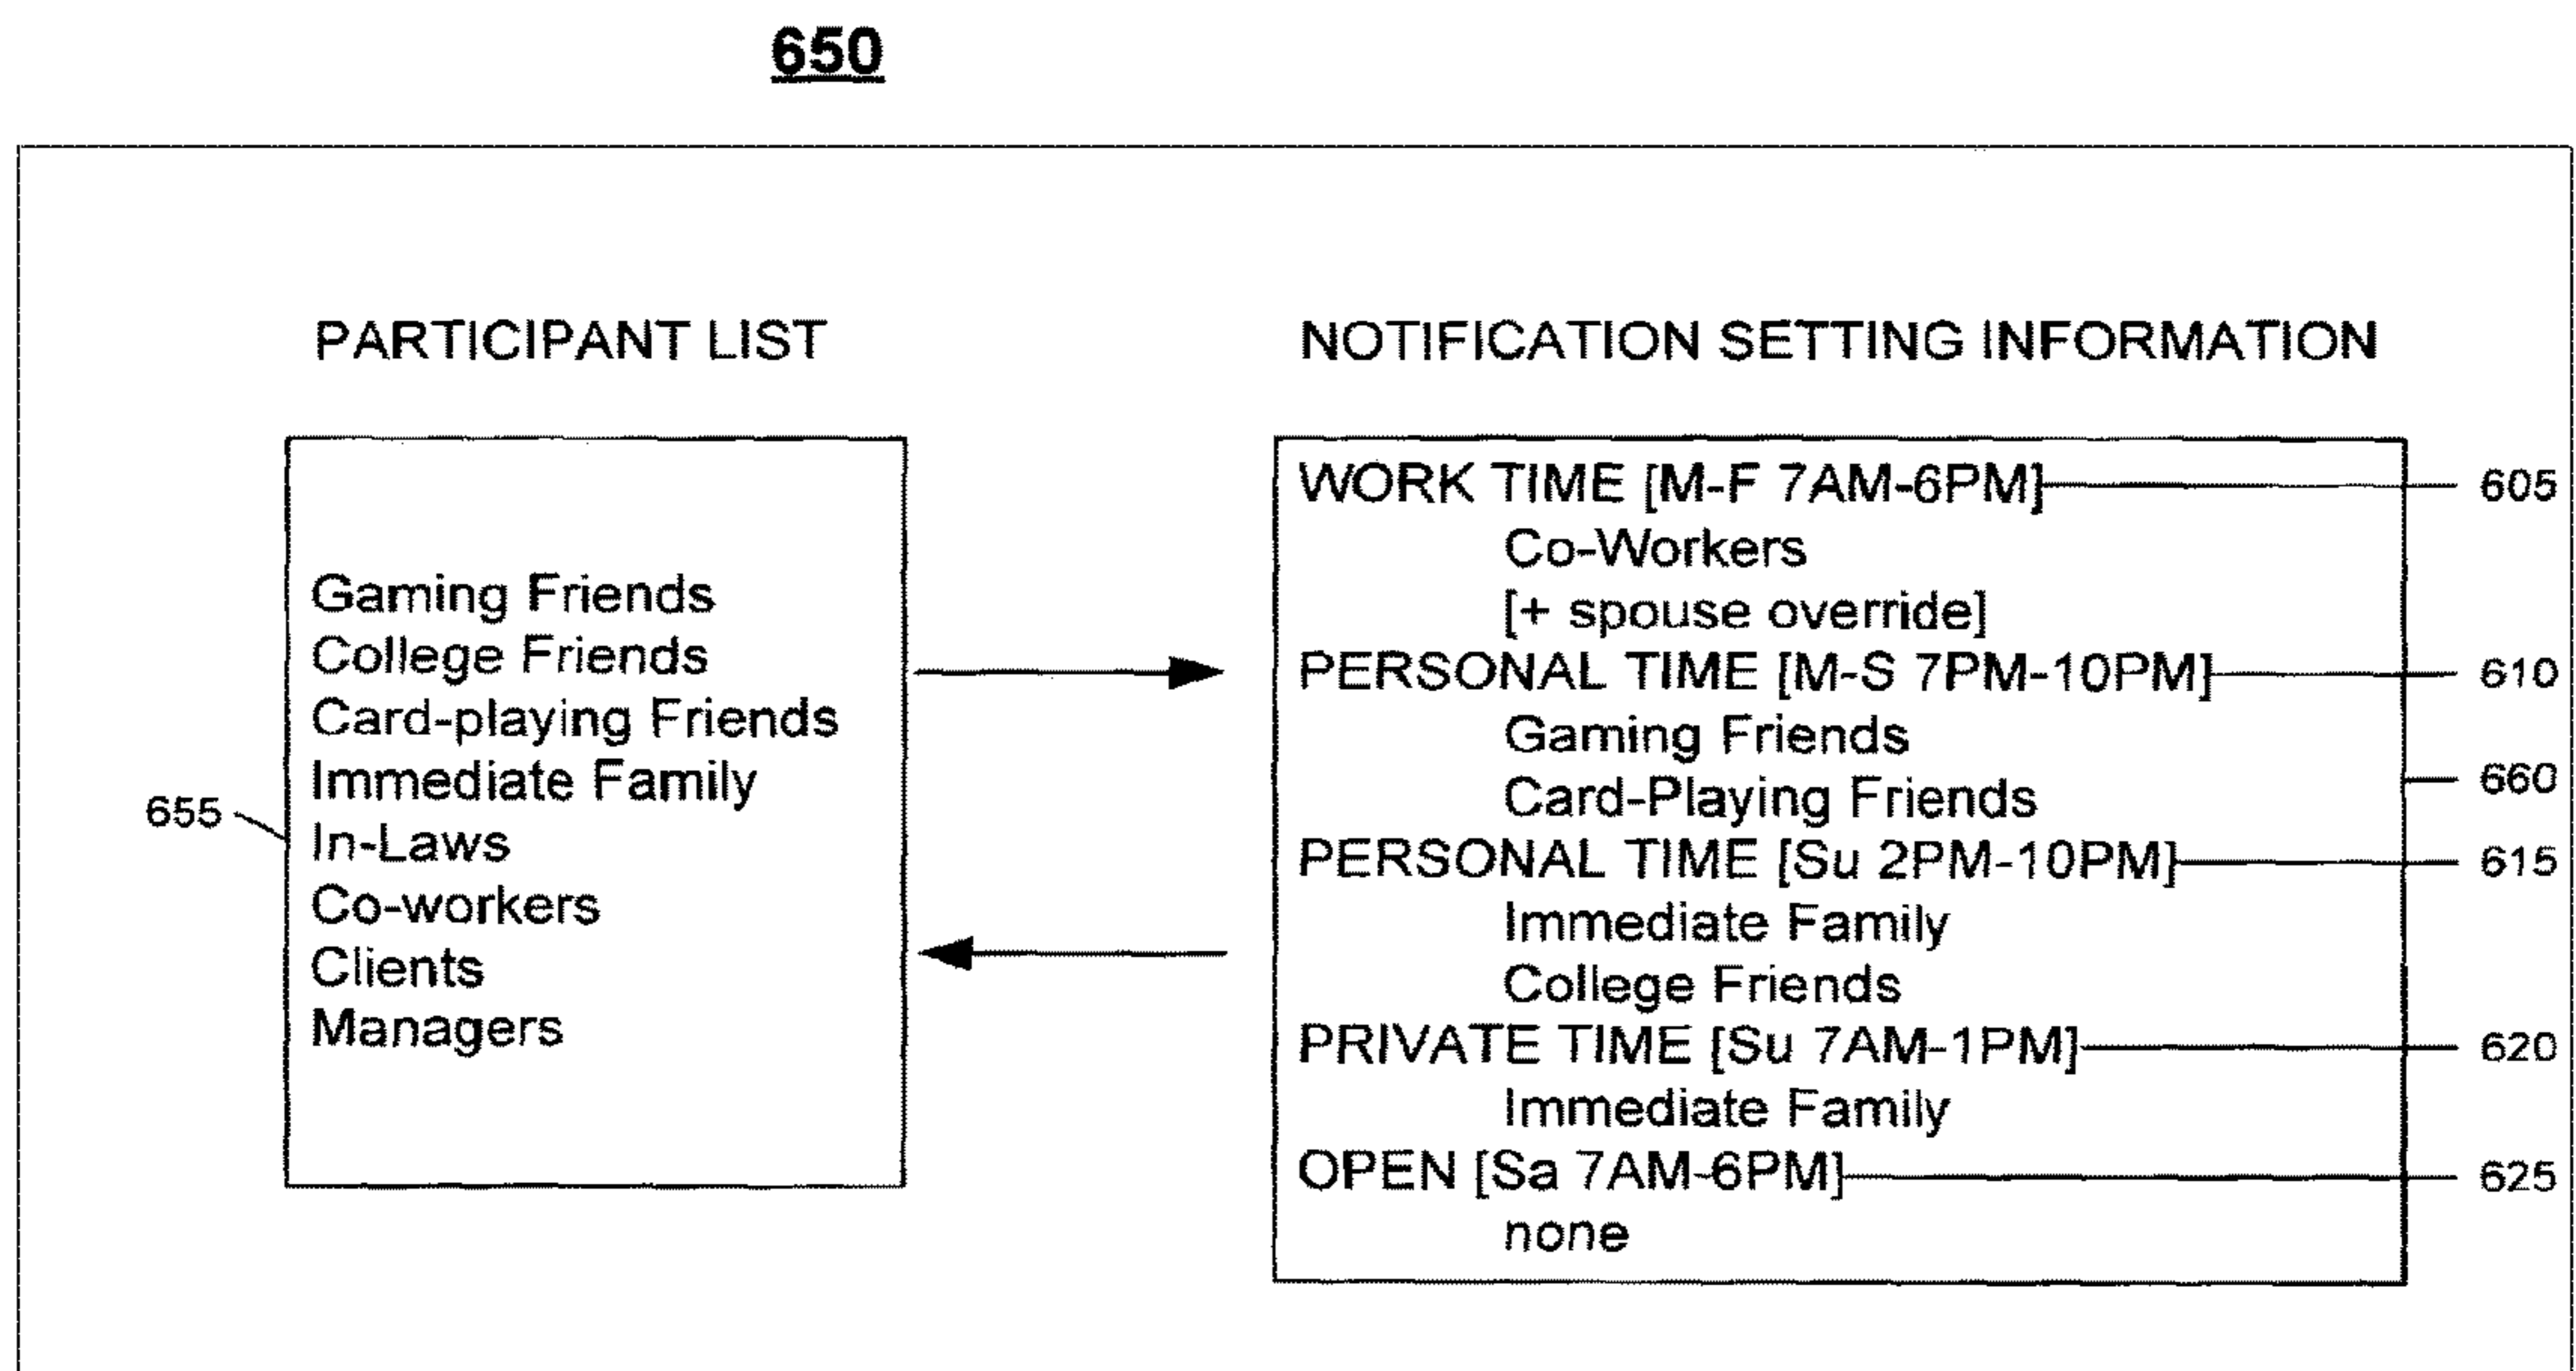 650
PARTICIPANT LIST
Gaming Friends
College Friends
Card-playing Friends
Immediate Family
In-Laws
Co-workers
Clients
Managers
655
NOTIFICATION SETTING INFORMATION
WORK TIME [M-F 7AM-6PM] 605
Co-Workers
[+ spouse override]
PERSONAL TIME [M-S 7PM-10PM] 610
Gaming Friends
Card-Playing Friends 660
PERSONAL TIME [Su 2PM-10PM] 615
Immediate Family
College Friends
PRIVATE TIME [Su 7AM-1PM] 620
Immediate Family
OPEN [Sa 7AM-6PM] 625
none